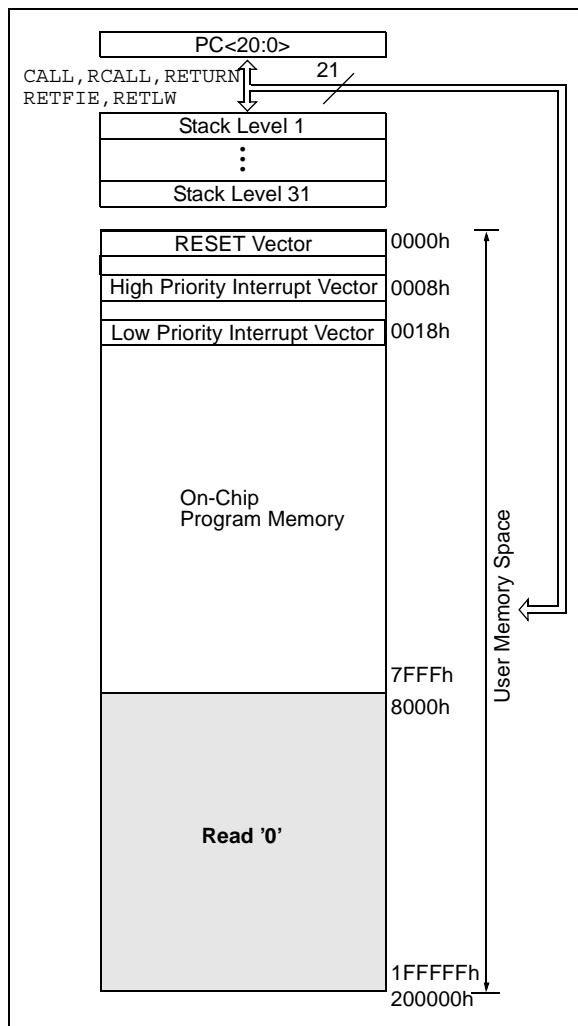 PC<20:0>
CALL,RCALL,RETURN
RETFIE,RETLW
21
Stack Level 1
Stack Level 31
RESET Vector
0000h
High Priority Interrupt Vector
0008h
Low Priority Interrupt Vector
0018h
On-Chip
Program Memory
7FFFh
8000h
Read ’0’
1FFFFFh
200000h
User Memory Space